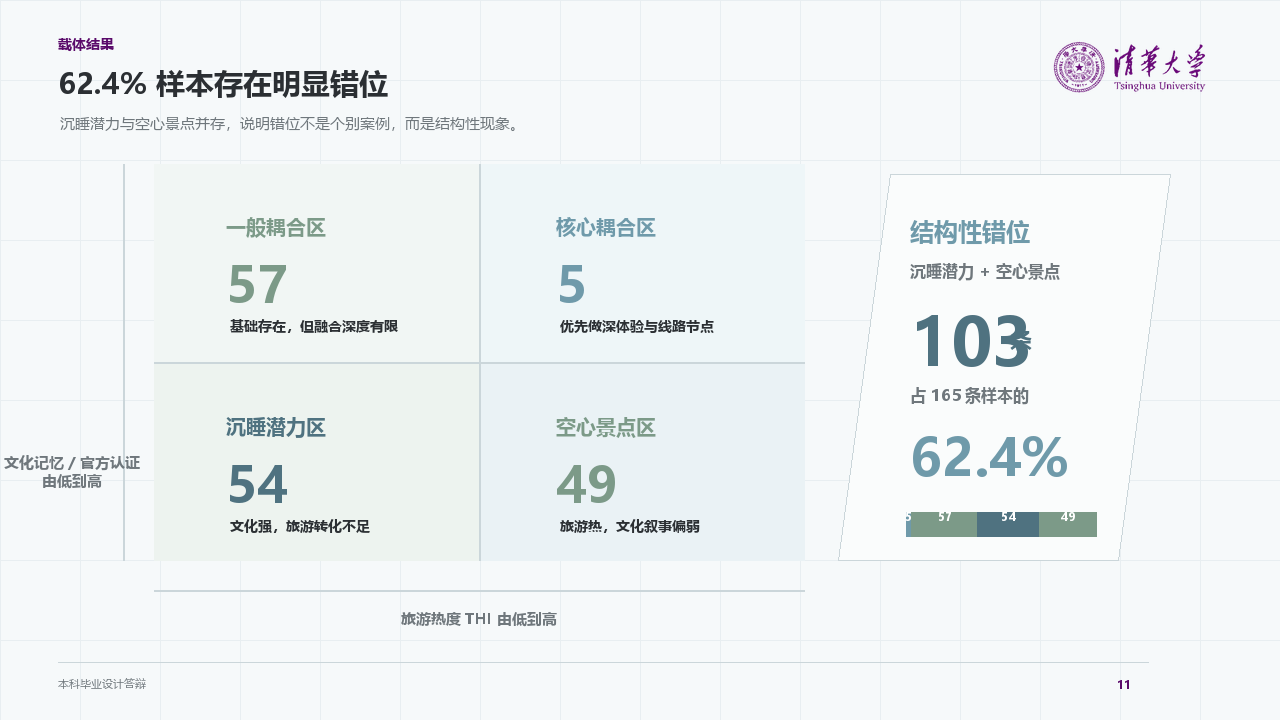 载体结果
62.4% 样本存在明显错位
沉睡潜力与空心景点并存，说明错位不是个别案例，而是结构性现象。
清华大学
Tsinghua University
一般耦合区
57
基础存在，但融合深度有限
核心耦合区
5
优先做深体验与线路节点
沉睡潜力区
54
文化强，旅游转化不足
空心景点区
49
旅游热，文化叙事偏弱
文化记忆 / 官方认证
由低到高
旅游热度 THI 由低到高
结构性错位
沉睡潜力 + 空心景点
103条
占 165 条样本的
62.4%
5 57 54 49
本科毕业设计答辩
11